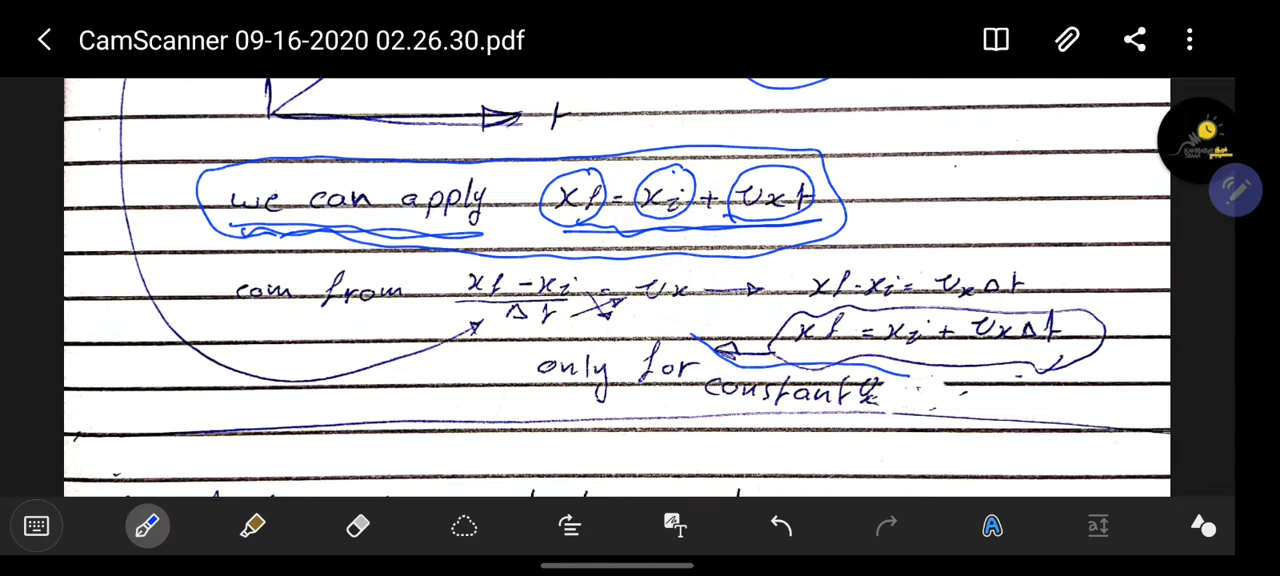 CamScanner 09-16-2020 02.26.30.pdf
t
we can apply xf = xi + vxt
com from xf - xi / Δt = vx → xf - xi = vxΔt
xf = xi + vxΔt
only for constant vx